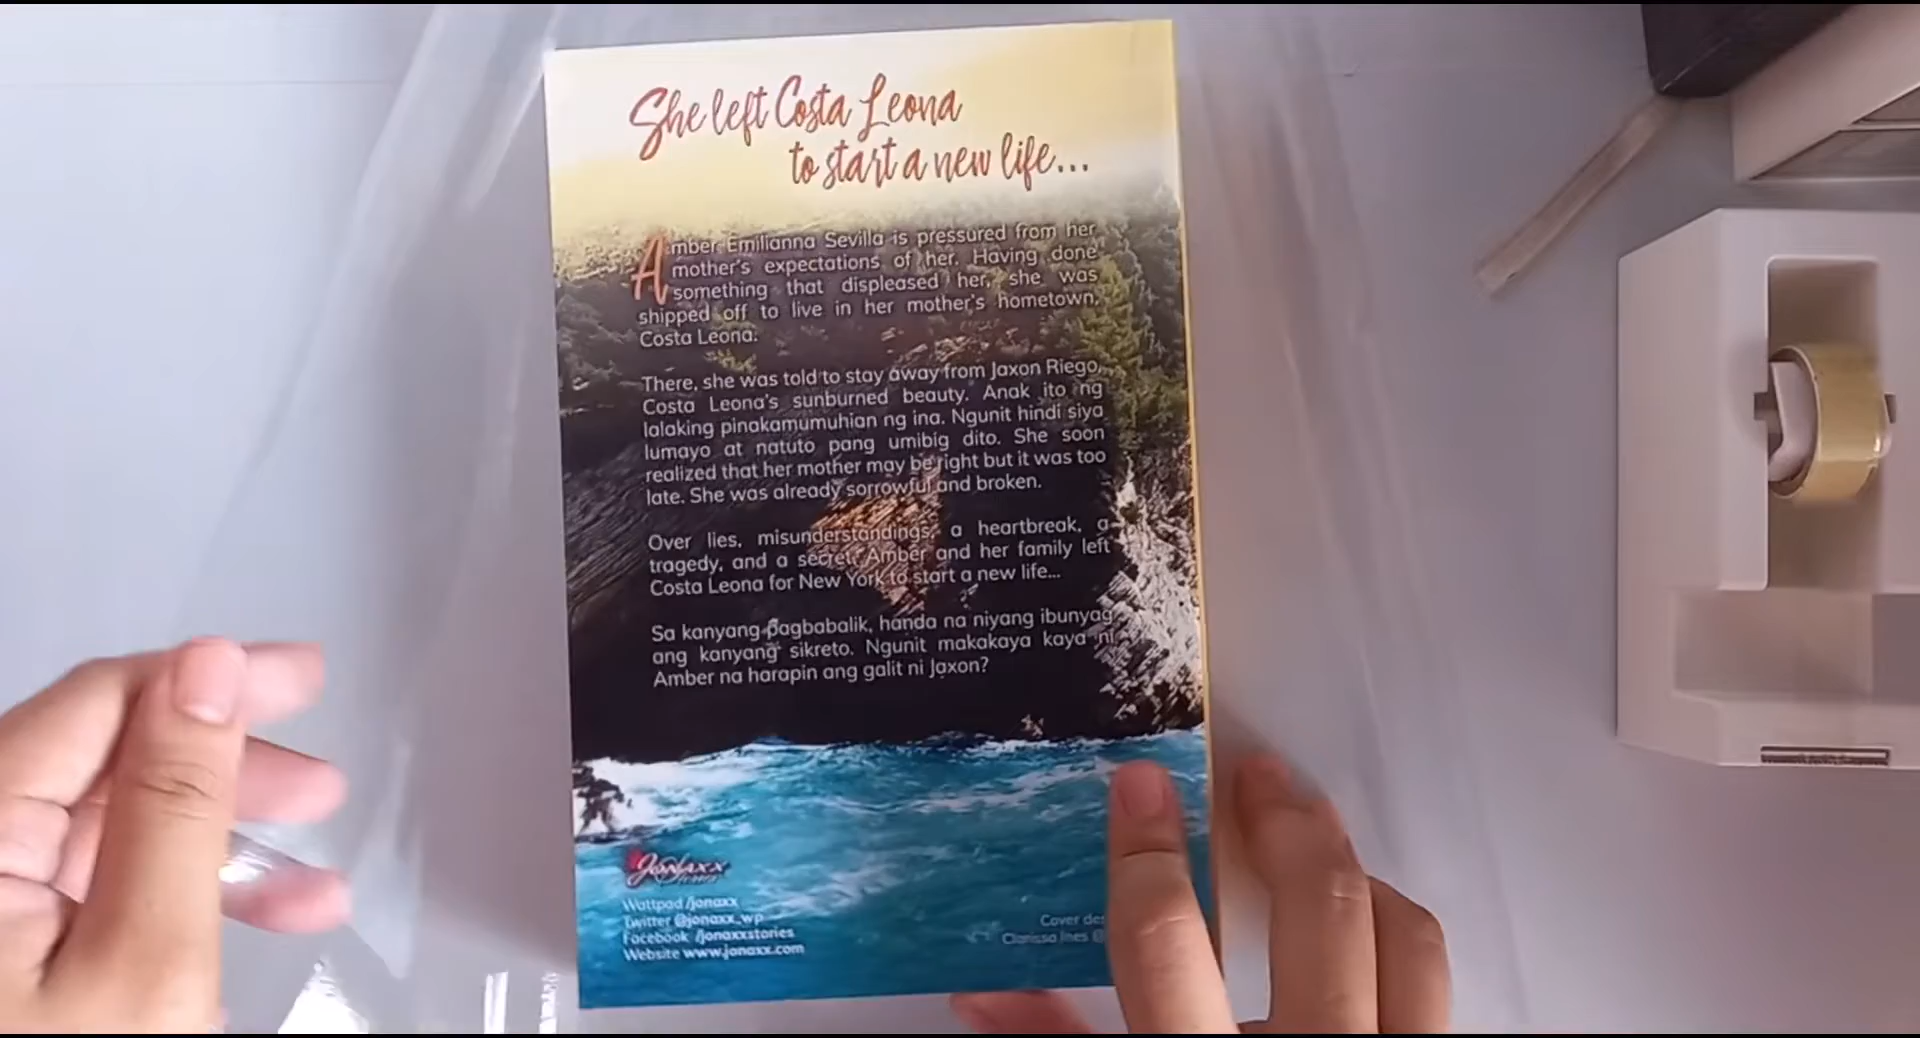 She left Costa Leona
to start a new life...
Amber Emilianna Sevilla is pressured from her
mother's expectations of her. Having done
something that displeased her, she was
shipped off to live in her mother's hometown,
Costa Leona.
There, she was told to stay away from Jaxon Riego,
Costa Leona's sunburned beauty. Anak ito ng
lalaking pinakamumuhian ng ina. Ngunit hindi siya
lumayo at natuto pang umibig dito. She soon
realized that her mother may be right but it was too
late. She was already sorrowful and broken.
Over lies, misunderstandings, a heartbreak, a
tragedy, and a secret, Amber and her family left
Costa Leona for New York to start a new life...
Sa kanyang pagbabalik, handa na niyang ibunyag
ang kanyang sikreto. Ngunit makakaya kaya ni
Amber na harapin ang galit ni Jaxon?
Jonaxx
Stories
Wattpad /jonaxx
Twitter @jonaxx_wp
Facebook /jonaxxstories
Website www.jonaxx.com
Cover des
Clarissa Ines @